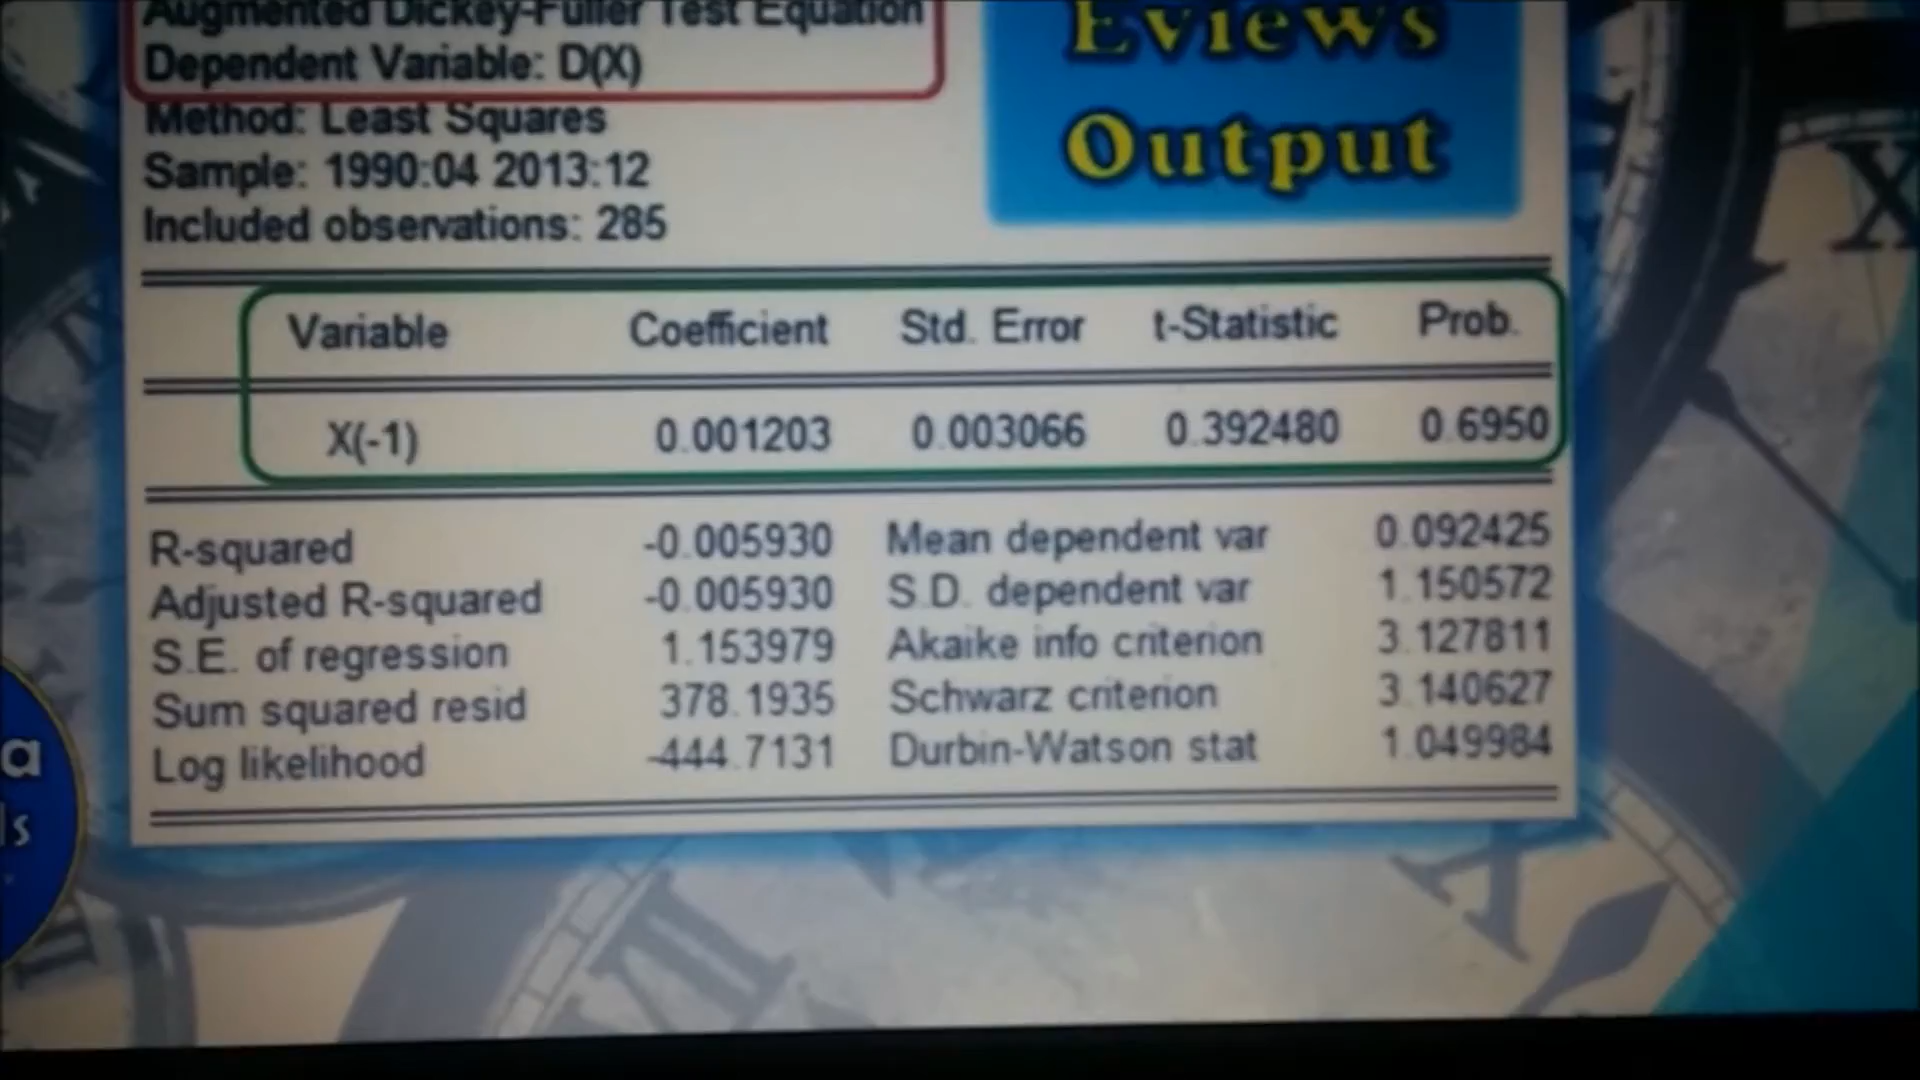 Augmented Dickey-Fuller Test Equation
Dependent Variable: D(X)
Method: Least Squares
Sample: 1990:04 2013:12
Included observations: 285
Eviews
Output
Variable Coefficient Std. Error t-Statistic Prob.
X(-1) 0.001203 0.003066 0.392480 0.6950
R-squared -0.005930 Mean dependent var 0.092425
Adjusted R-squared -0.005930 S.D. dependent var 1.150572
S.E. of regression 1.153979 Akaike info criterion 3.127811
Sum squared resid 378.1935 Schwarz criterion 3.140627
Log likelihood -444.7131 Durbin-Watson stat 1.049984